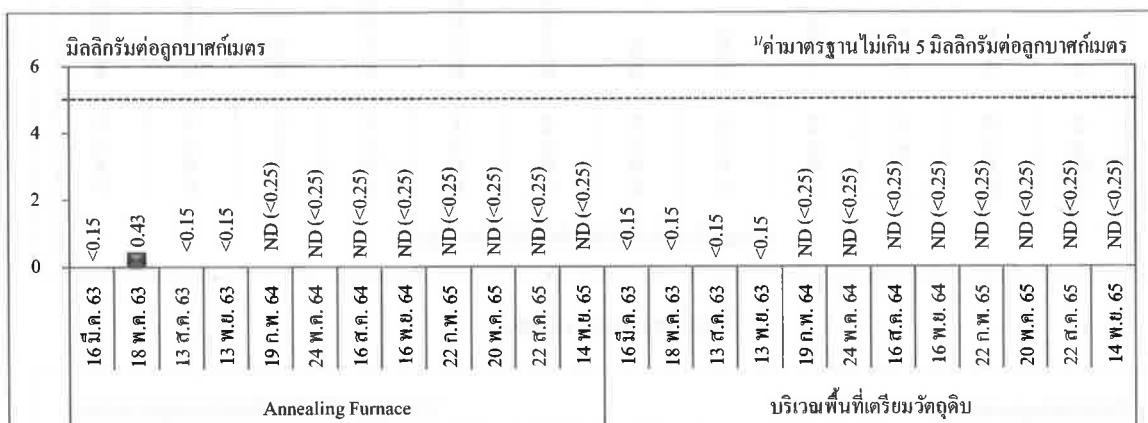 มิลลิกรัมต่อลูกบาศก์เมตร
1/ค่ามาตรฐานไม่เกิน 5 มิลลิกรัมต่อลูกบาศก์เมตร
6
4
2
0
<0.15
0.43
<0.15
<0.15
ND (<0.25)
ND (<0.25)
ND (<0.25)
ND (<0.25)
ND (<0.25)
ND (<0.25)
ND (<0.25)
ND (<0.25)
<0.15
<0.15
<0.15
<0.15
ND (<0.25)
ND (<0.25)
ND (<0.25)
ND (<0.25)
ND (<0.25)
ND (<0.25)
ND (<0.25)
ND (<0.25)
16 มี.ค. 63
18 พ.ค. 63
13 ส.ค. 63
13 พ.ย. 63
19 ก.พ. 64
24 พ.ค. 64
16 ส.ค. 64
16 พ.ย. 64
22 ก.พ. 65
20 พ.ค. 65
22 ส.ค. 65
14 พ.ย. 65
16 มี.ค. 63
18 พ.ค. 63
13 ส.ค. 63
13 พ.ย. 63
19 ก.พ. 64
24 พ.ค. 64
16 ส.ค. 64
16 พ.ย. 64
22 ก.พ. 65
20 พ.ค. 65
22 ส.ค. 65
14 พ.ย. 65
Annealing Furnace
บริเวณพื้นที่เตรียมวัตถุดิบ